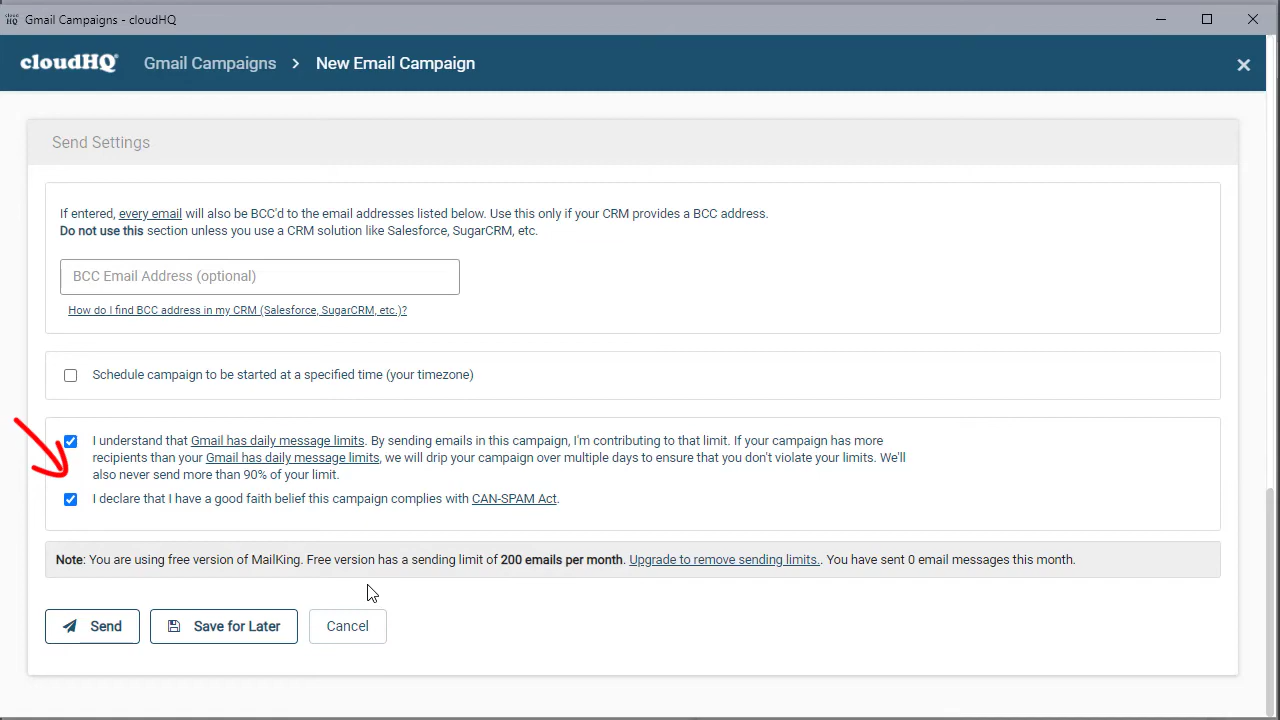 cloud HQ Gmail Campaigns - cloudHQ
cloudHQ Gmail Campaigns > New Email Campaign
Send Settings
If entered, every email will also be BCC'd to the email addresses listed below. Use this only if your CRM provides a BCC address.
Do not use this section unless you use a CRM solution like Salesforce, SugarCRM, etc.
BCC Email Address (optional)
How do I find BCC address in my CRM (Salesforce, SugarCRM, etc.)?
Schedule campaign to be started at a specified time (your timezone)
I understand that Gmail has daily message limits. By sending emails in this campaign, I'm contributing to that limit. If your campaign has more
recipients than your Gmail has daily message limits, we will drip your campaign over multiple days to ensure that you don't violate your limits. We'll
also never send more than 90% of your limit.
I declare that I have a good faith belief this campaign complies with CAN-SPAM Act.
Note: You are using free version of MailKing. Free version has a sending limit of 200 emails per month. Upgrade to remove sending limits.. You have sent 0 email messages this month.
Send Save for Later Cancel